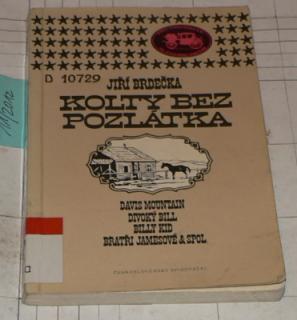 D 10729
JIŘÍ BRDEČKA
KOLTY BEZ
POZLÁTKA
DAVIS MOUNTAIN
DIVOKÝ BILL
BILLY KID
BRATŘI JAMESOVÉ & SPOL.
ČESKOSLOVENSKÝ SPISOVATEL